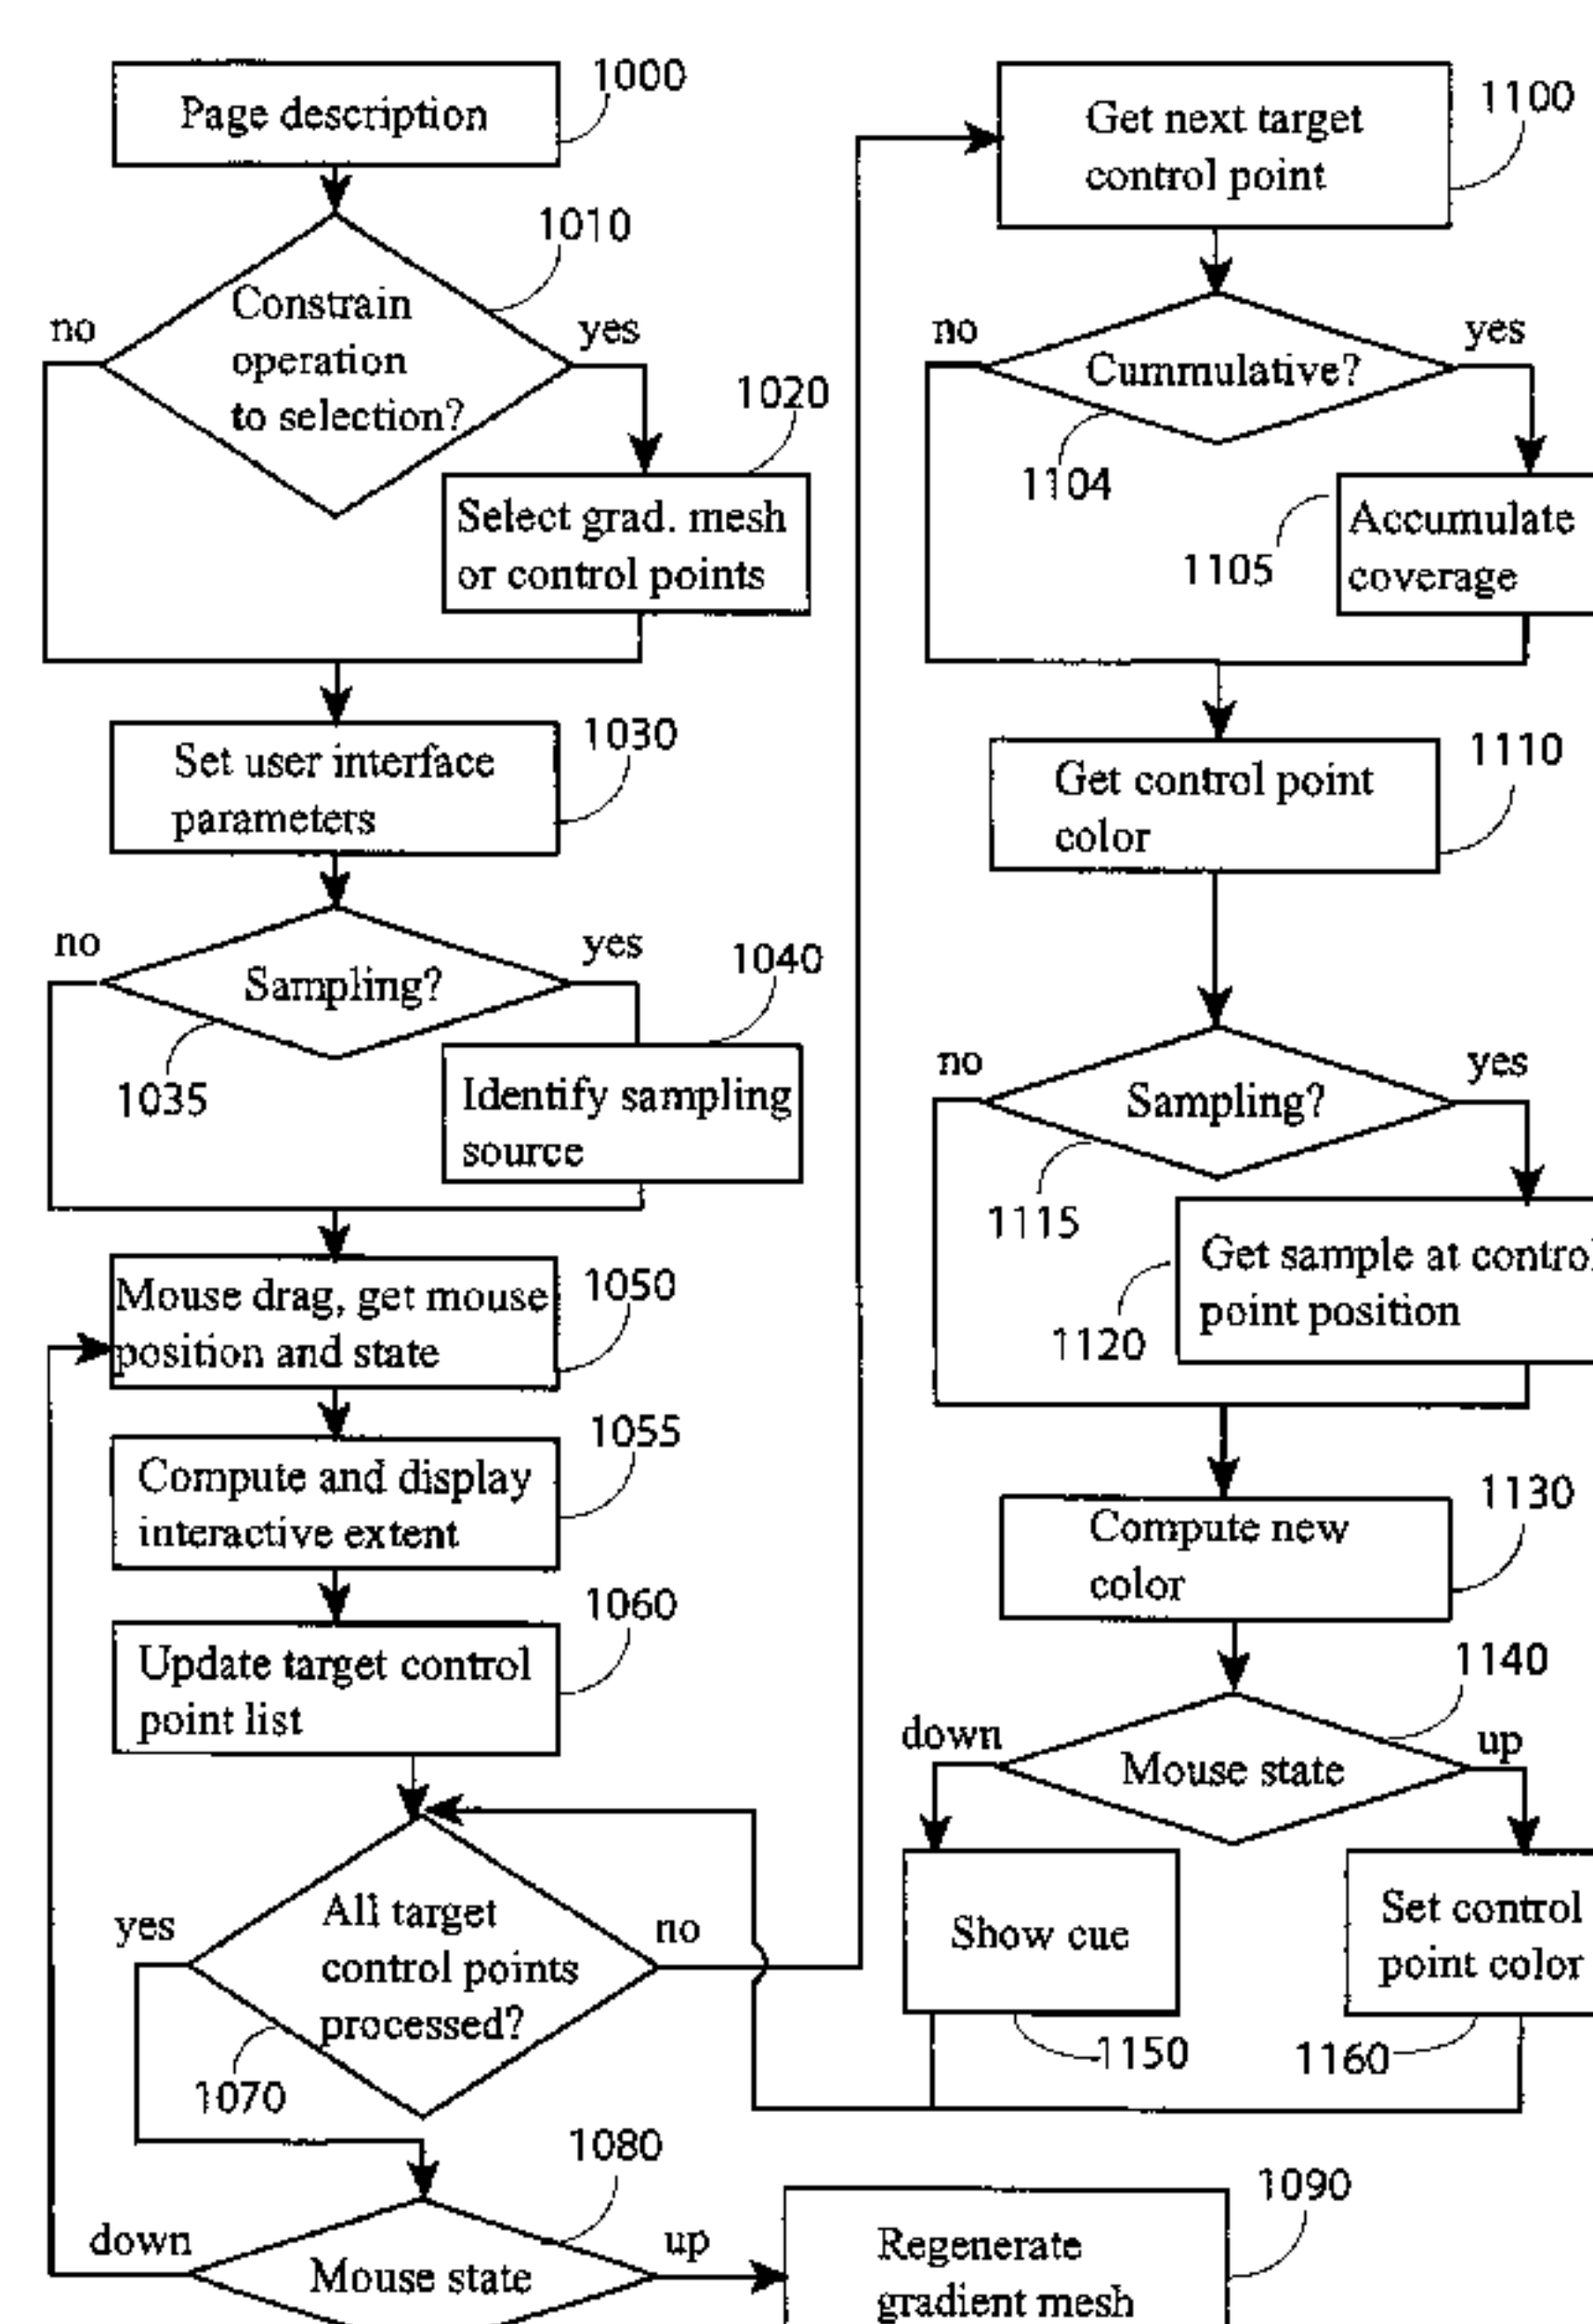 Page description
1000
1010
Constrain
operation
to selection?
no
yes
1020
Select grad. mesh
or control points
Set user interface
parameters
1030
no
Sampling?
yes
1035
1040
Identify sampling
source
Mouse drag, get mouse
position and state
1050
Compute and display
interactive extent
1055
Update target control
point list
1060
yes
All target
control points
processed?
no
1070
1080
down
Mouse state
up
Regenerate
gradient mesh
1090
Get next target
control point
1100
no
Cummulative?
yes
1104
1105
Accumulate
coverage
Get control point
color
1110
no
Sampling?
yes
1115
Get sample at control
point position
1120
Compute new
color
1130
1140
down
Mouse state
up
Show cue
1150
Set control
point color
1160